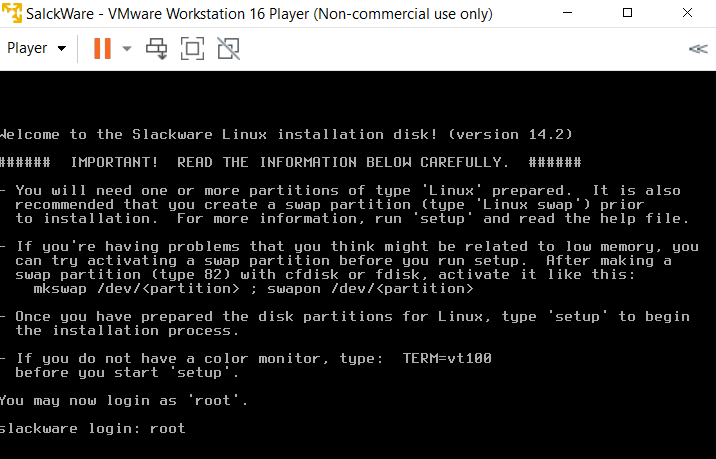 SalckWare - VMware Workstation 16 Player (Non-commercial use only)
Player
Welcome to the Slackware Linux installation disk! (version 14.2)
######  IMPORTANT!  READ THE INFORMATION BELOW CAREFULLY.  ######
- You will need one or more partitions of type 'Linux' prepared.  It is also
recommended that you create a swap partition (type 'Linux swap') prior
to installation.  For more information, run 'setup' and read the help file.
- If you're having problems that you think might be related to low memory, you
can try activating a swap partition before you run setup.  After making a
swap partition (type 82) with cfdisk or fdisk, activate it like this:
mkswap /dev/<partition> ; swapon /dev/<partition>
- Once you have prepared the disk partitions for Linux, type 'setup' to begin
the installation process.
- If you do not have a color monitor, type:  TERM=vt100
before you start 'setup'.
You may now login as 'root'.
slackware login: root